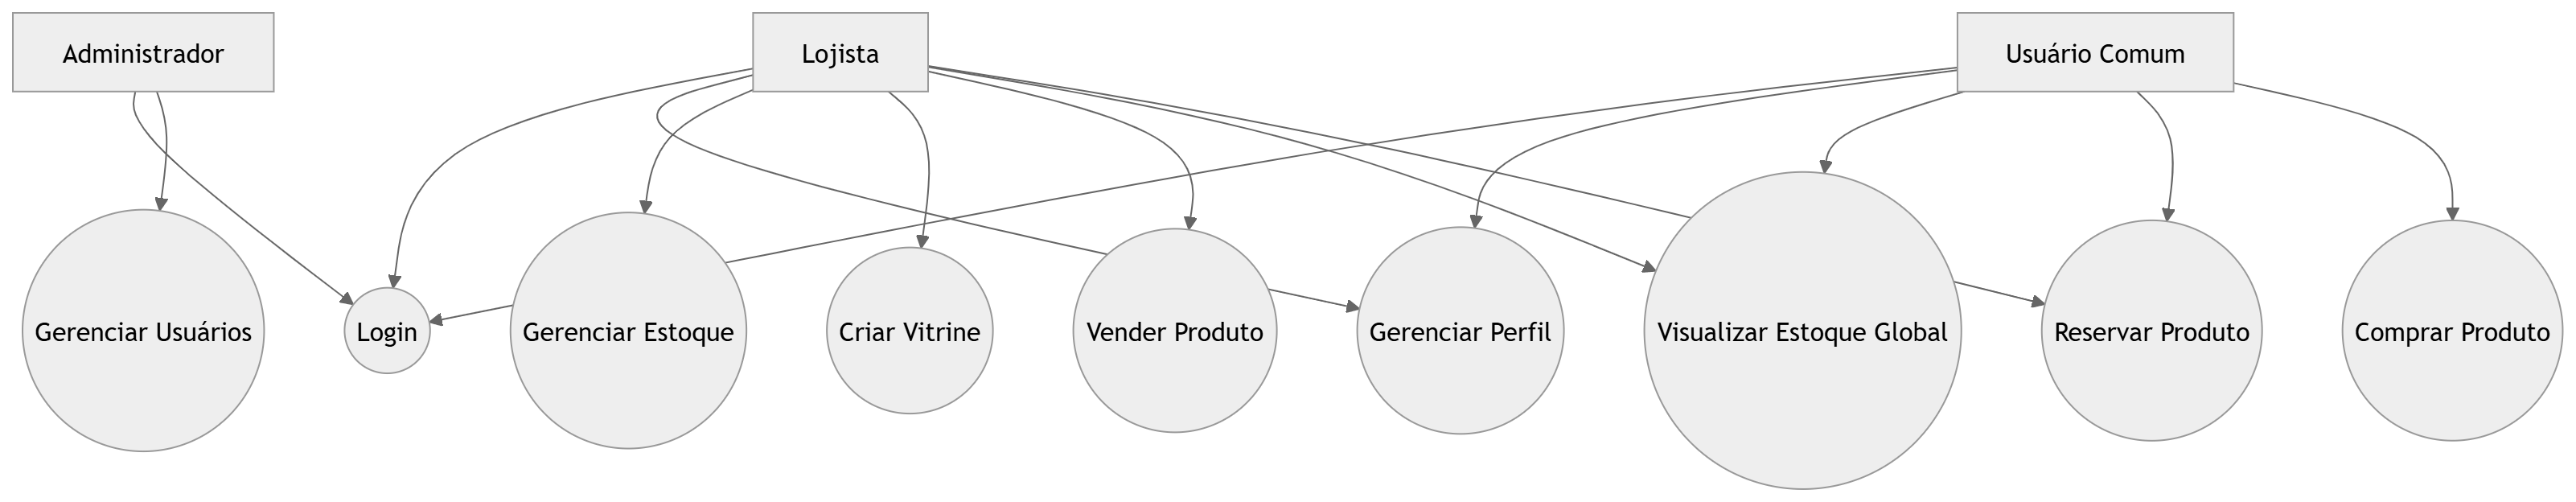 Administrador
Lojista
Usuário Comum
Gerenciar Usuários
Login
Gerenciar Estoque
Criar Vitrine
Vender Produto
Gerenciar Perfil
Visualizar Estoque Global
Reservar Produto
Comprar Produto